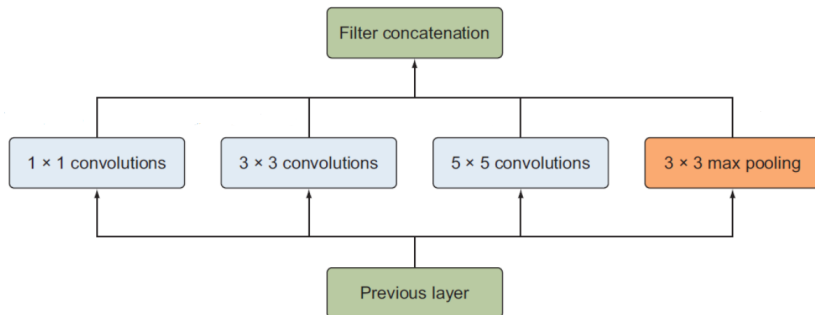 Filter concatenation
1 × 1 convolutions
3 × 3 convolutions
5 × 5 convolutions
3 × 3 max pooling
Previous layer